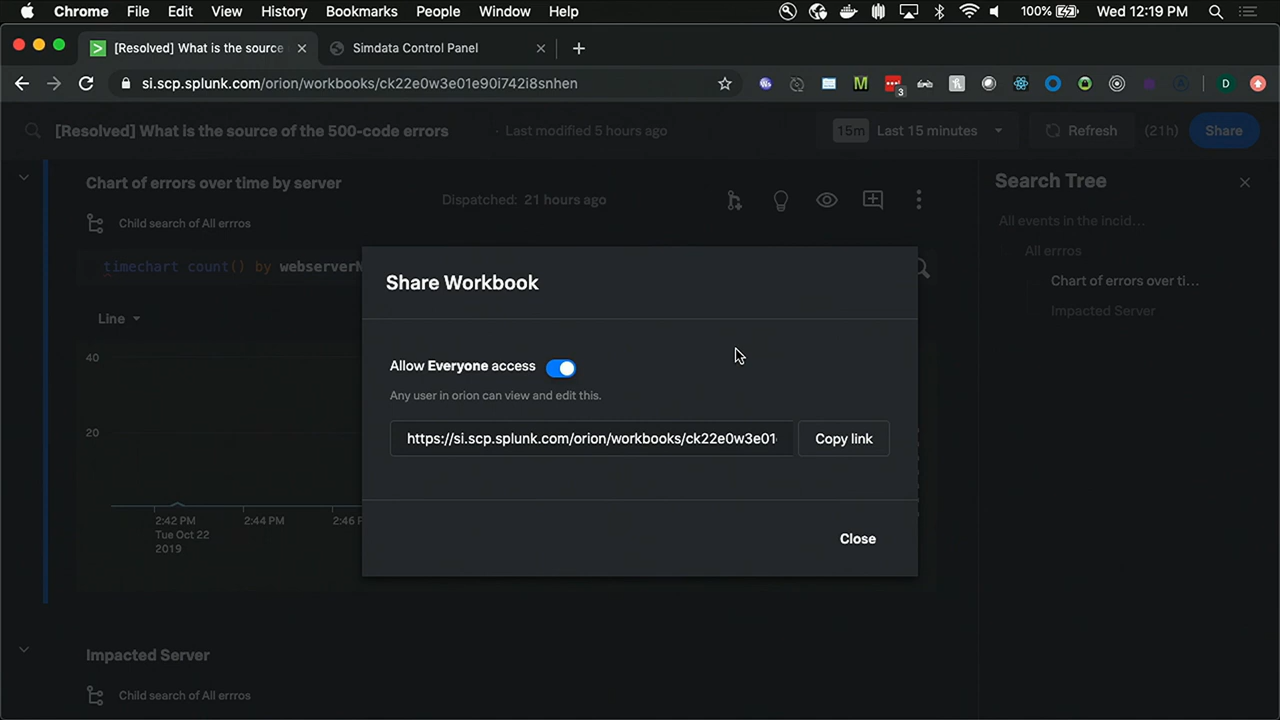 Chrome File Edit View History Bookmarks People Window Help 100% Wed 12:19 PM
[Resolved] What is the source
Simdata Control Panel
si.scp.splunk.com/orion/workbooks/ck22e0w3e01e90i742i8snhen
3
D
[Resolved] What is the source of the 500-code errors
· Last modified 5 hours ago
15m Last 15 minutes
Refresh
(21h)
Share
Chart of errors over time by server
Dispatched: 21 hours ago
Child search of All errros
timechart count() by webserverN
Line
40
20
2:42 PM 2:44 PM 2:46 P
Tue Oct 22
2019
Share Workbook
Allow Everyone access
Any user in orion can view and edit this.
https://si.scp.splunk.com/orion/workbooks/ck22e0w3e01
Copy link
Close
Search Tree
All events in the incid...
All errros
Chart of errors over ti...
Impacted Server
Impacted Server
Child search of All errros